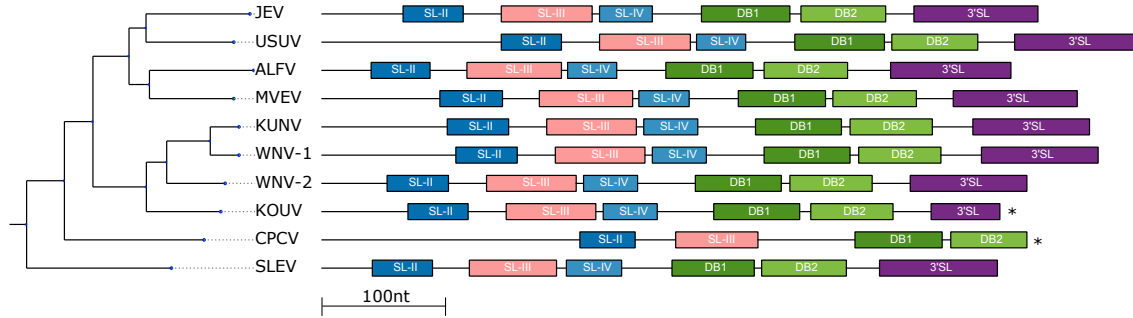 JEV SL-II SL-III SL-IV DB1 DB2 3'SL
USUV SL-II SL-III SL-IV DB1 DB2 3'SL
ALFV SL-II SL-III SL-IV DB1 DB2 3'SL
MVEV SL-II SL-III SL-IV DB1 DB2 3'SL
KUNV SL-II SL-III SL-IV DB1 DB2 3'SL
WNV-1 SL-II SL-III SL-IV DB1 DB2 3'SL
WNV-2 SL-II SL-III SL-IV DB1 DB2 3'SL
KOUV SL-II SL-III SL-IV DB1 DB2 3'SL *
CPCV SL-II SL-III DB1 DB2 *
SLEV SL-II SL-III SL-IV DB1 DB2 3'SL
100nt